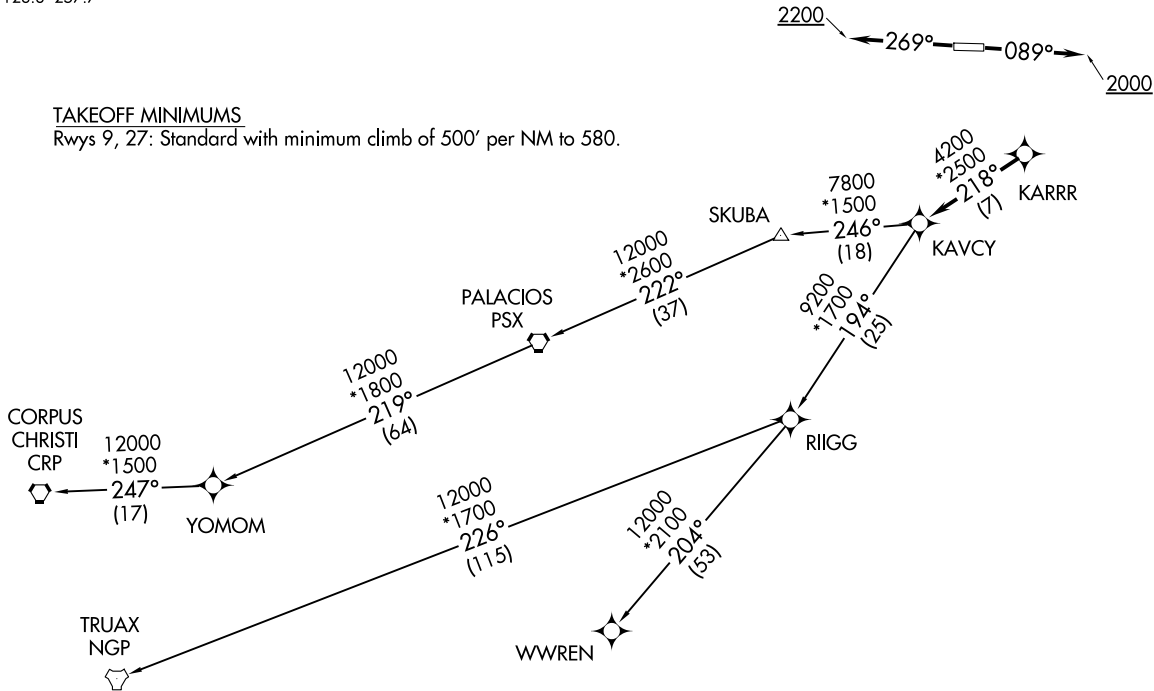 2200
269°
089°
2000
TAKEOFF MINIMUMS
Rwys 9, 27: Standard with minimum climb of 500' per NM to 580.
4200
*2500
218°
(7)
KARRR
7800
*1500
246°
(18)
SKUBA
KAVCY
12000
*2600
222°
(37)
9200
*1700
194°
(25)
PALACIOS
PSX
12000
*1800
219°
(64)
CORPUS
CHRISTI
CRP
12000
*1500
247°
(17)
YOMOM
RIIGG
12000
*1700
226°
(115)
12000
*2100
204°
(53)
TRUAX
NGP
WWREN